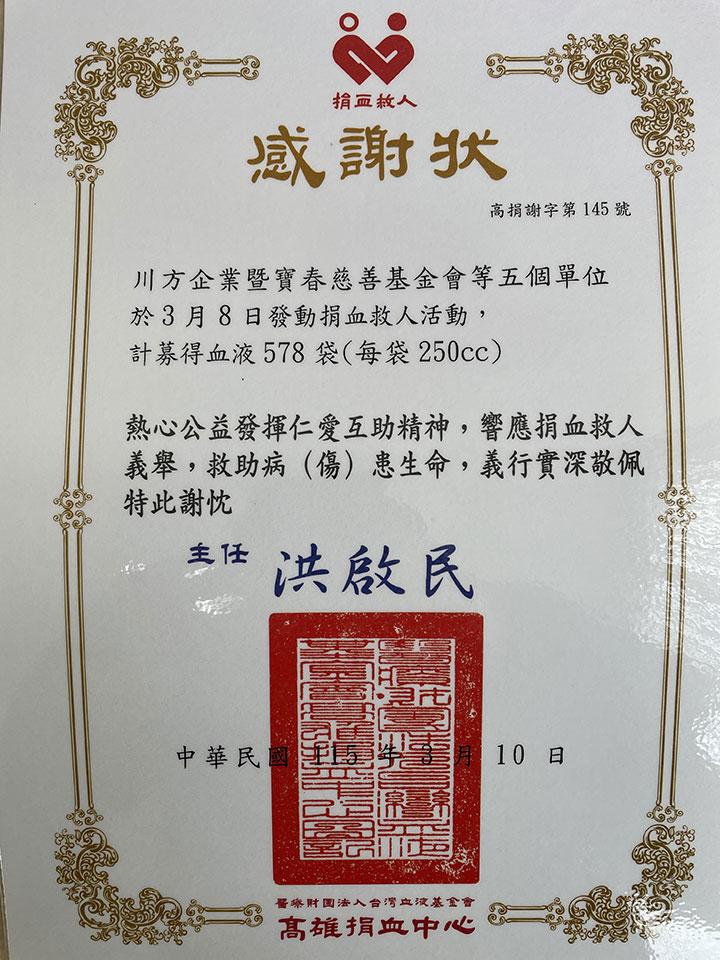 捐血救人
感謝狀
高捐謝字第145號
川方企業暨寶春慈善基金會等五個單位
於3月8日發動捐血救人活動，
計募得血液578袋(每袋250cc)
熱心公益發揮仁愛互助精神，響應捐血救人
義舉，救助病（傷）患生命，義行實深敬佩
特此謝忱
主任 洪啟民
中華民國 115 年 3 月 10 日
醫療財團法人台灣血液基金會
高雄捐血中心